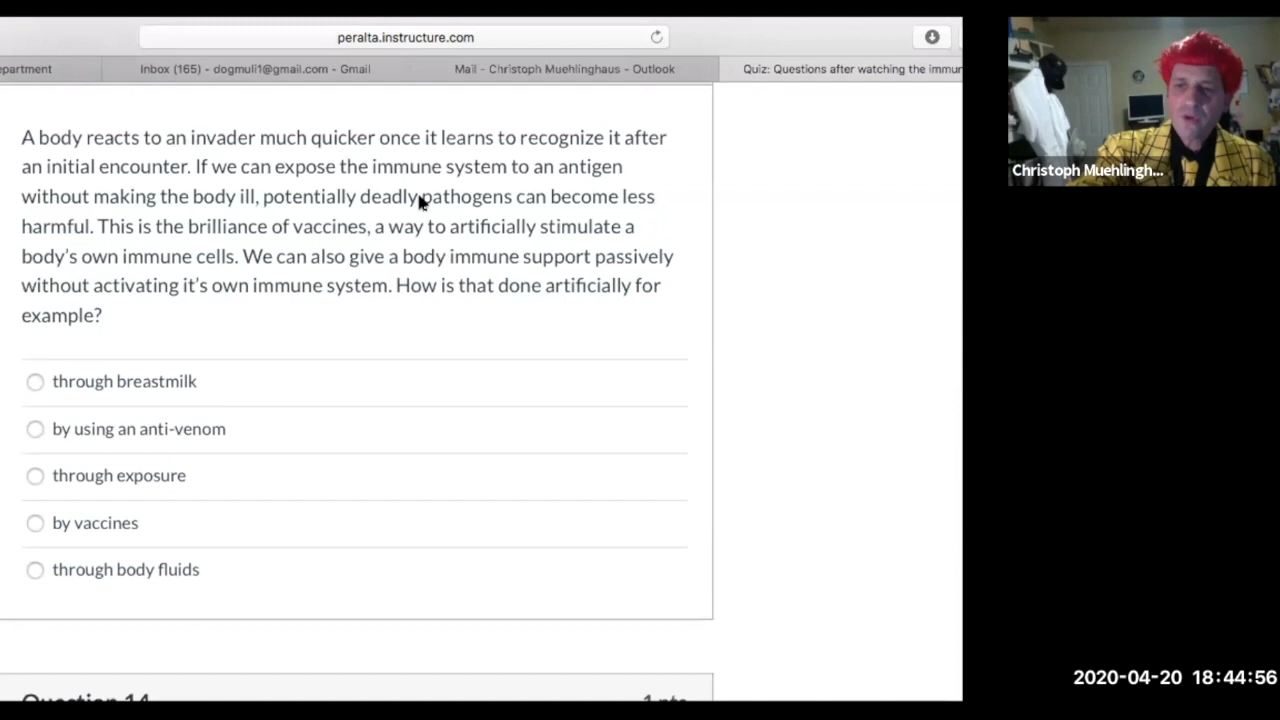 peralta.instructure.com
epartment
Inbox (165) - dogmuli1@gmail.com - Gmail
Mail - Christoph Muehlinghaus - Outlook
Quiz: Questions after watching the immun
A body reacts to an invader much quicker once it learns to recognize it after
an initial encounter. If we can expose the immune system to an antigen
without making the body ill, potentially deadly pathogens can become less
harmful. This is the brilliance of vaccines, a way to artificially stimulate a
body's own immune cells. We can also give a body immune support passively
without activating it's own immune system. How is that done artificially for
example?
through breastmilk
by using an anti-venom
through exposure
by vaccines
through body fluids
Question 14
1 pts
Christoph Muehlingh...
2020-04-20 18:44:56